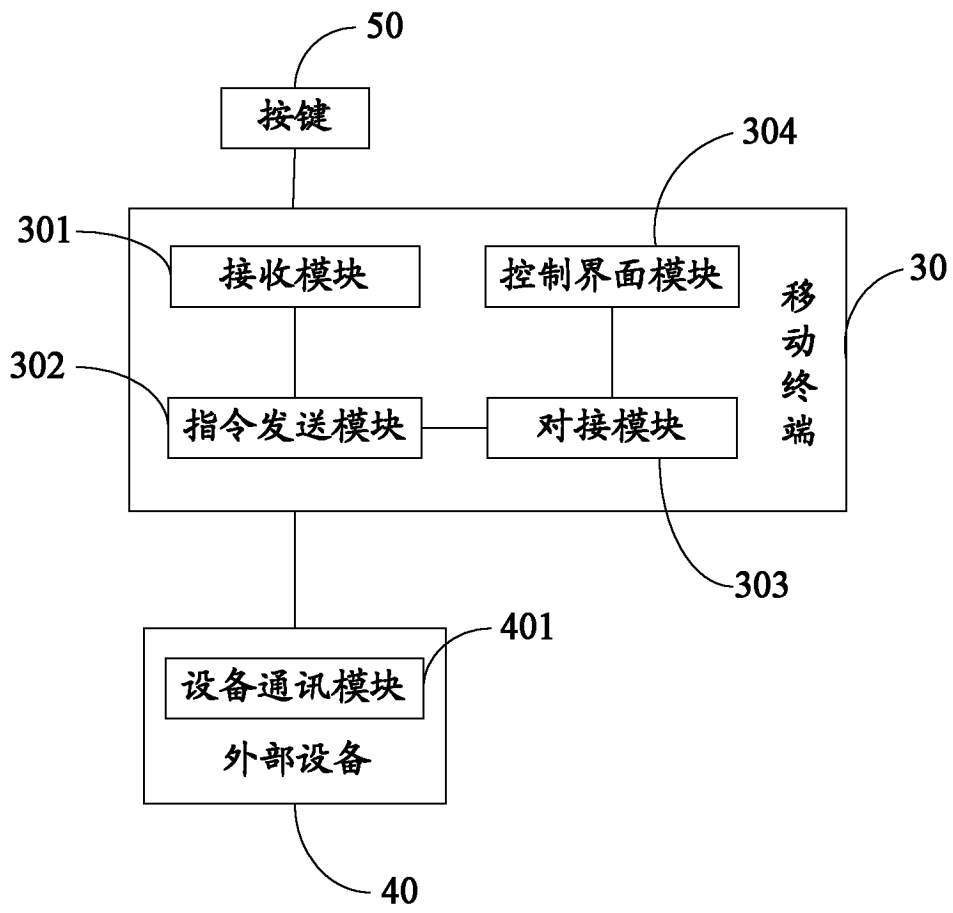 50
按键
304
301
接收模块
控制界面模块
30
移动终端
302
指令发送模块
对接模块
303
401
设备通讯模块
外部设备
40